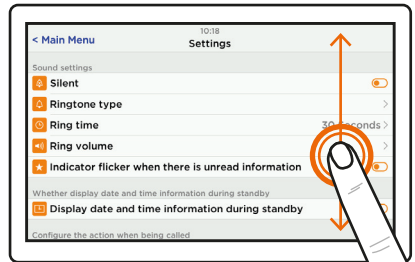 10:18
< Main Menu
Settings
Sound settings
Silent
Ringtone type
Ring time 30 Seconds >
Ring volume
Indicator flicker when there is unread information
Whether display date and time information during standby
Display date and time information during standby
Configure the action when being called